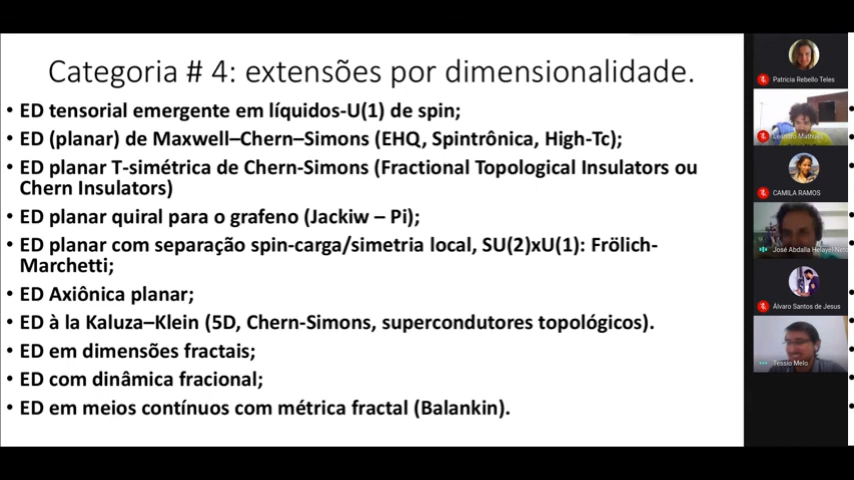 Categoria # 4: extensões por dimensionalidade.
• ED tensorial emergente em líquidos-U(1) de spin;
• ED (planar) de Maxwell–Chern–Simons (EHQ, Spintrônica, High-Tc);
• ED planar T-simétrica de Chern-Simons (Fractional Topological Insulators ou
Chern Insulators)
• ED planar quiral para o grafeno (Jackiw – Pi);
• ED planar com separação spin-carga/simetria local, SU(2)xU(1): Frölich-
Marchetti;
• ED Axiônica planar;
• ED à la Kaluza–Klein (5D, Chern-Simons, supercondutores topológicos).
• ED em dimensões fractais;
• ED com dinâmica fracional;
• ED em meios contínuos com métrica fractal (Balankin).
Patricia Rebello Teles
Leandro Mathues
CAMILA RAMOS
José Abdalla Helayel Neto
Álvaro Santos de Jesus
Tessio Melo